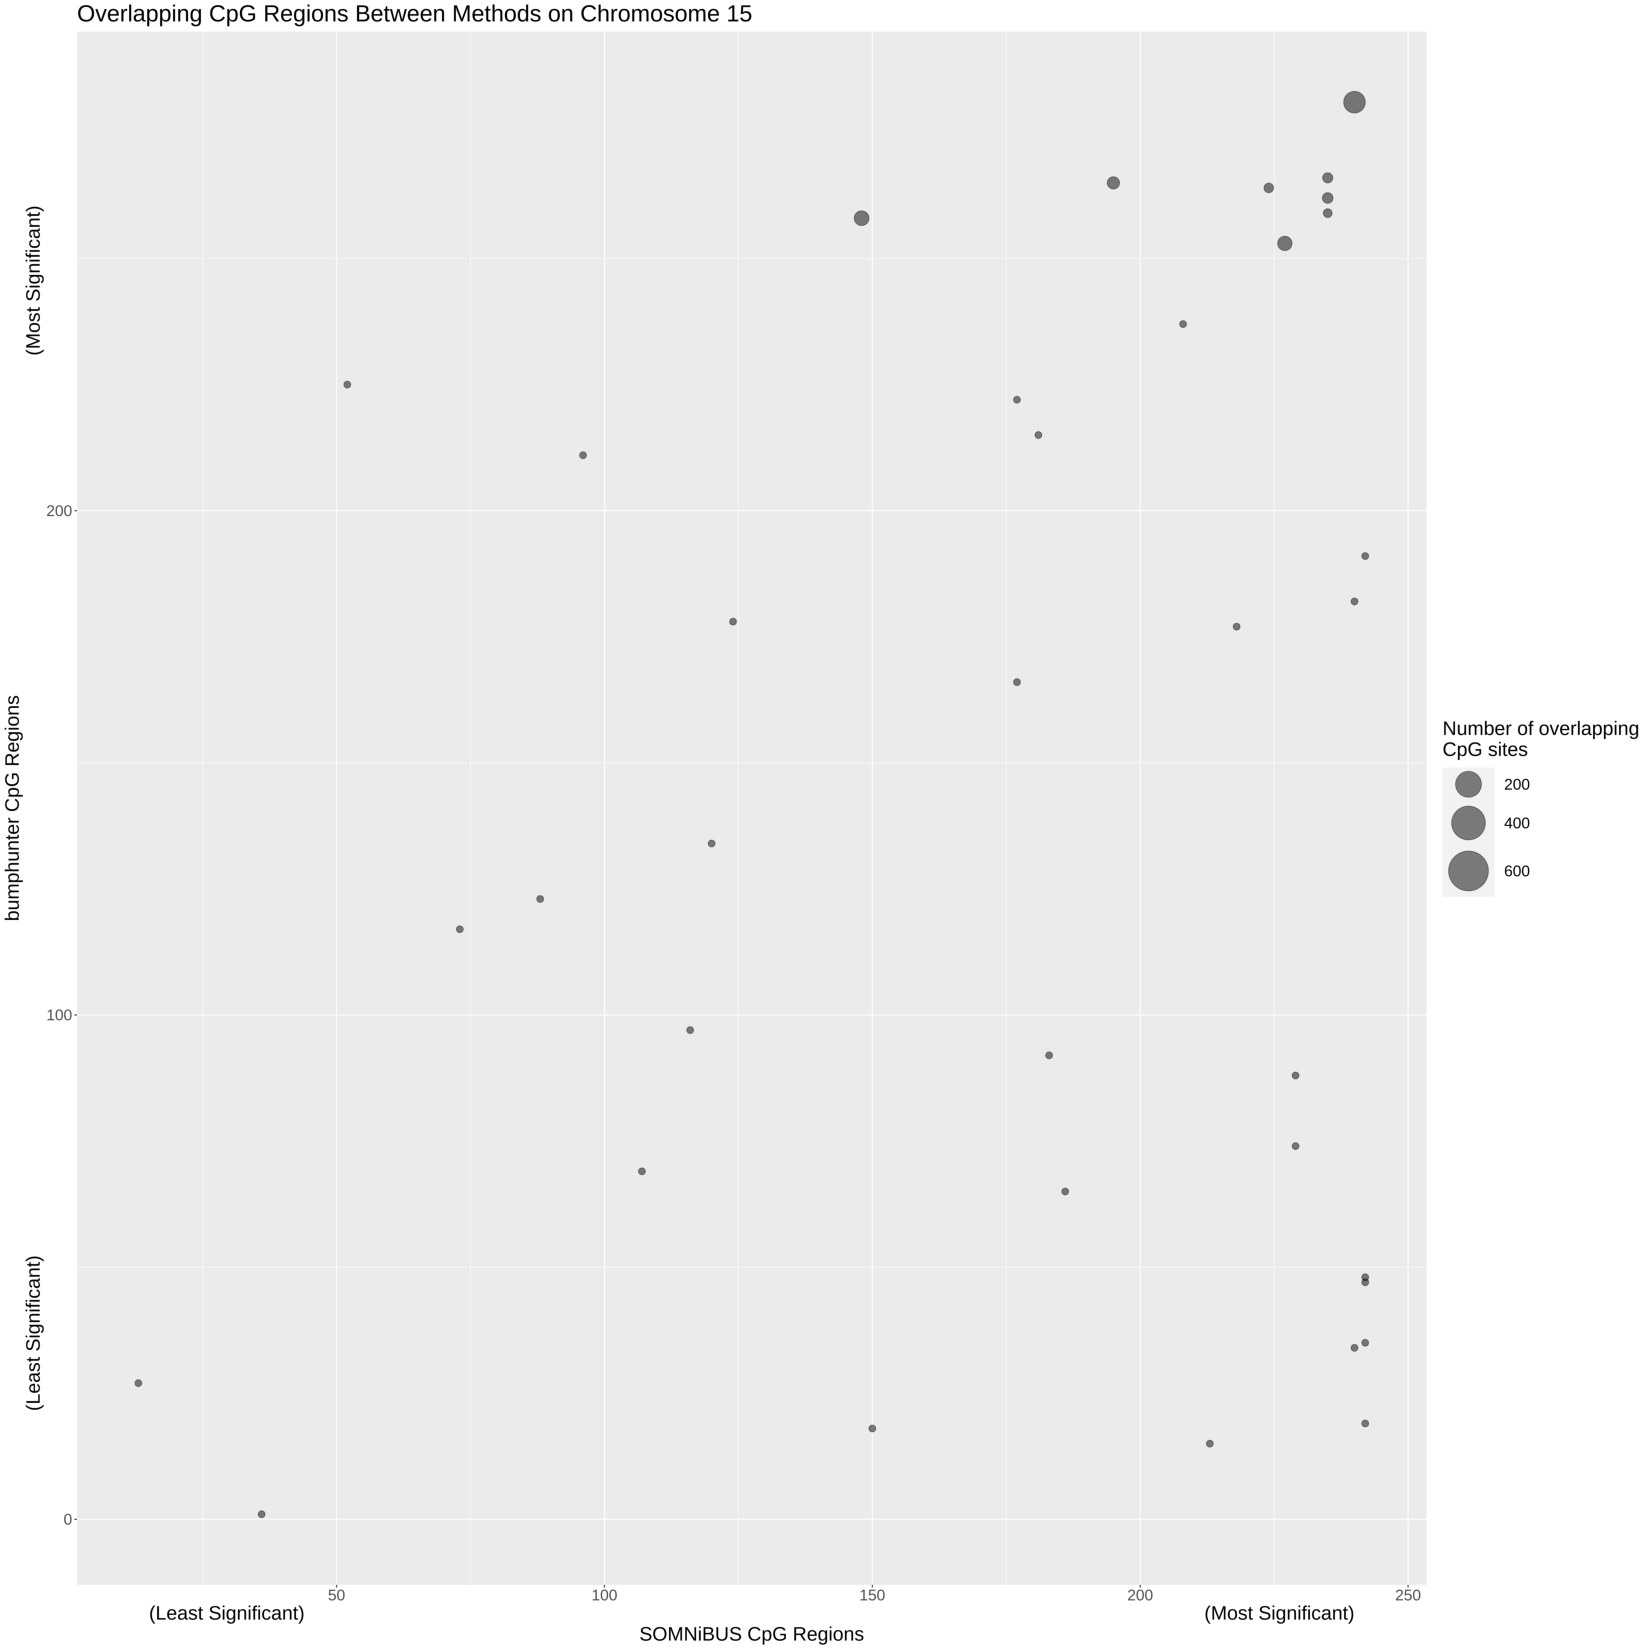 Overlapping CpG Regions Between Methods on Chromosome 15
(Most Significant)
bumphunter CpG Regions
(Least Significant)
200
100
0
50
100
150
200
250
(Least Significant)
(Most Significant)
SOMNiBUS CpG Regions
Number of overlapping
CpG sites
200
400
600